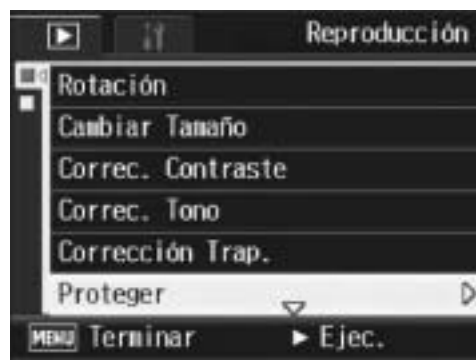 Reproducción
Rotación
Cambiar Tamaño
Correc. Contraste
Correc. Tono
Corrección Trap.
Proteger
MENU Terminar
Ejec.